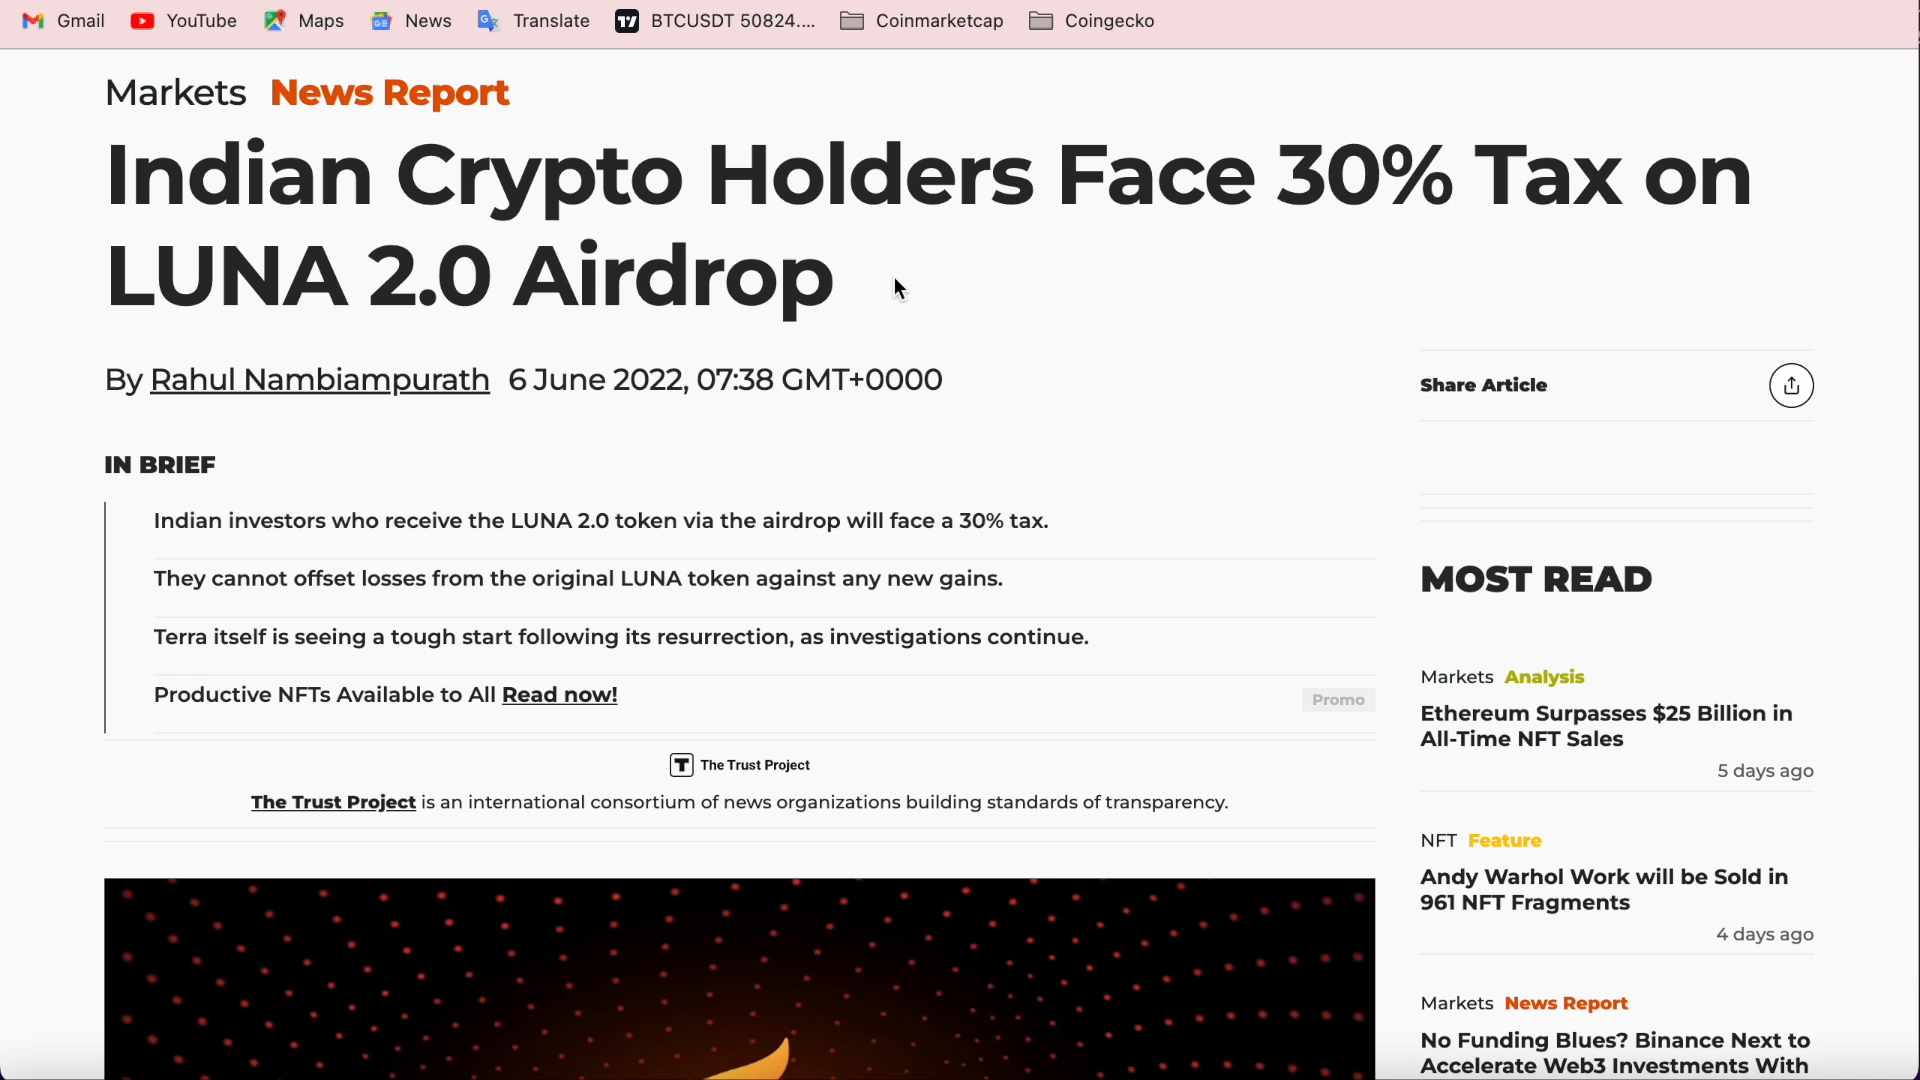 Gmail YouTube Maps News Translate BTCUSDT 50824.... Coinmarketcap Coingecko
Markets News Report
Indian Crypto Holders Face 30% Tax on
LUNA 2.0 Airdrop
By Rahul Nambiampurath 6 June 2022, 07:38 GMT+0000
Share Article
IN BRIEF
Indian investors who receive the LUNA 2.0 token via the airdrop will face a 30% tax.
They cannot offset losses from the original LUNA token against any new gains.
Terra itself is seeing a tough start following its resurrection, as investigations continue.
Productive NFTs Available to All Read now!
Promo
The Trust Project
The Trust Project is an international consortium of news organizations building standards of transparency.
MOST READ
Markets Analysis
Ethereum Surpasses $25 Billion in
All-Time NFT Sales
5 days ago
NFT Feature
Andy Warhol Work will be Sold in
961 NFT Fragments
4 days ago
Markets News Report
No Funding Blues? Binance Next to
Accelerate Web3 Investments With